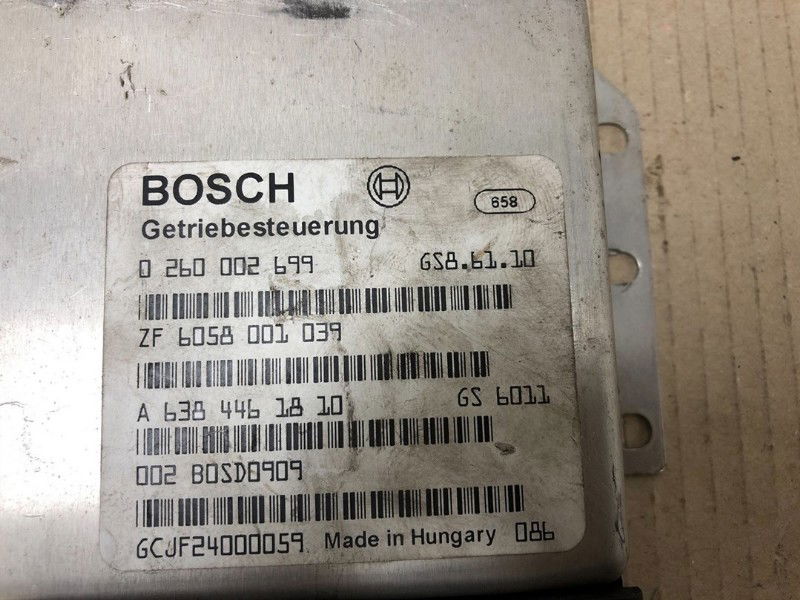 BOSCH
658
Getriebesteuerung
0 260 002 699 GS8.61.10
ZF 6058 001 039
A 638 446 18 10 GS 6011
002 BOSD0909
GCJF24000059 Made in Hungary 086